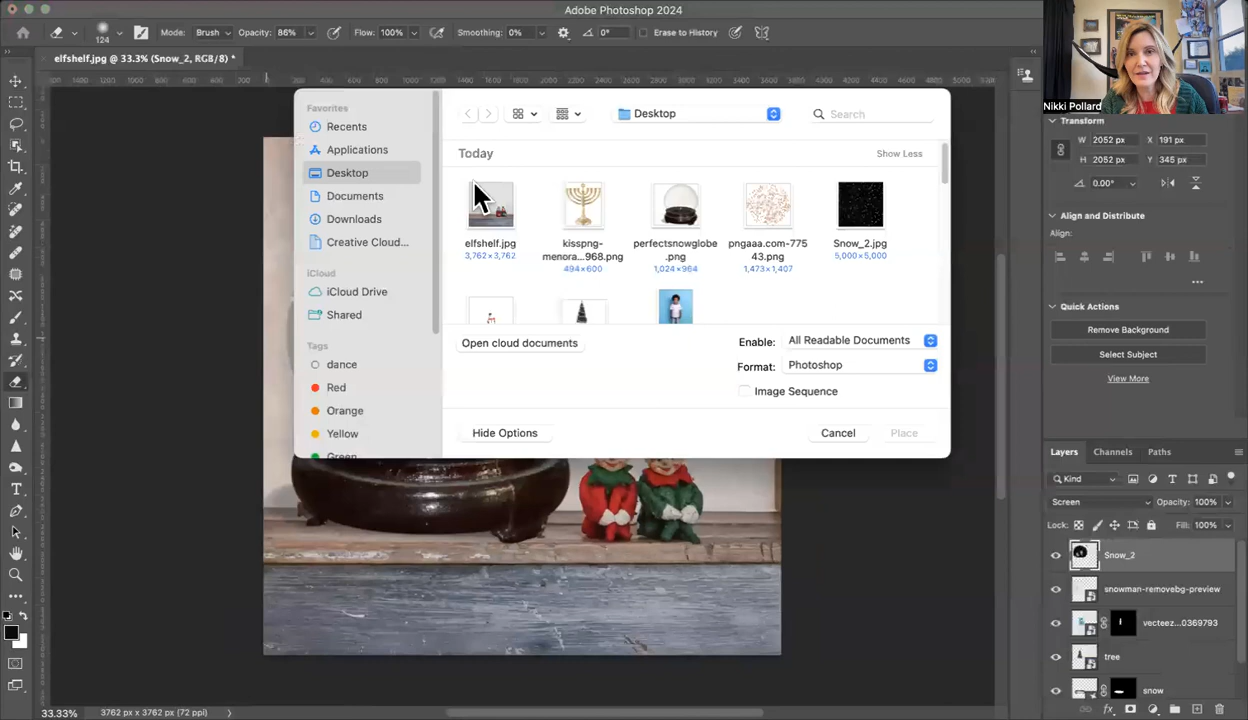 Adobe Photoshop 2024
124
Mode: Brush
Opacity: 86%
Flow: 100%
Smoothing: 0%
0°
Erase to History
elfshelf.jpg @ 33.3% (Snow_2, RGB/8) *
Nikki Pollard
Favorites
Recents
Applications
Desktop
Documents
Downloads
Creative Cloud...
iCloud
iCloud Drive
Shared
Tags
dance
Red
Orange
Yellow
Green
Desktop
Search
Today
Show Less
elfshelf.jpg
3,762×3,762
kisspng-
menora...968.png
494×600
perfectsnowglobe
.png
1,024×964
pngaaa.com-775
43.png
1,473×1,407
Snow_2.jpg
5,000×5,000
Open cloud documents
Enable: All Readable Documents
Format: Photoshop
Image Sequence
Hide Options
Cancel
Place
Transform
W 2052 px X 191 px
H 2052 px Y 345 px
0.00°
Align and Distribute
Align:
Quick Actions
Remove Background
Select Subject
View More
Layers Channels Paths
Kind
Screen Opacity: 100%
Lock: Fill: 100%
Snow_2
snowman-removebg-preview
vecteez...0369793
tree
snow
33.33% 3762 px x 3762 px (72 ppi)